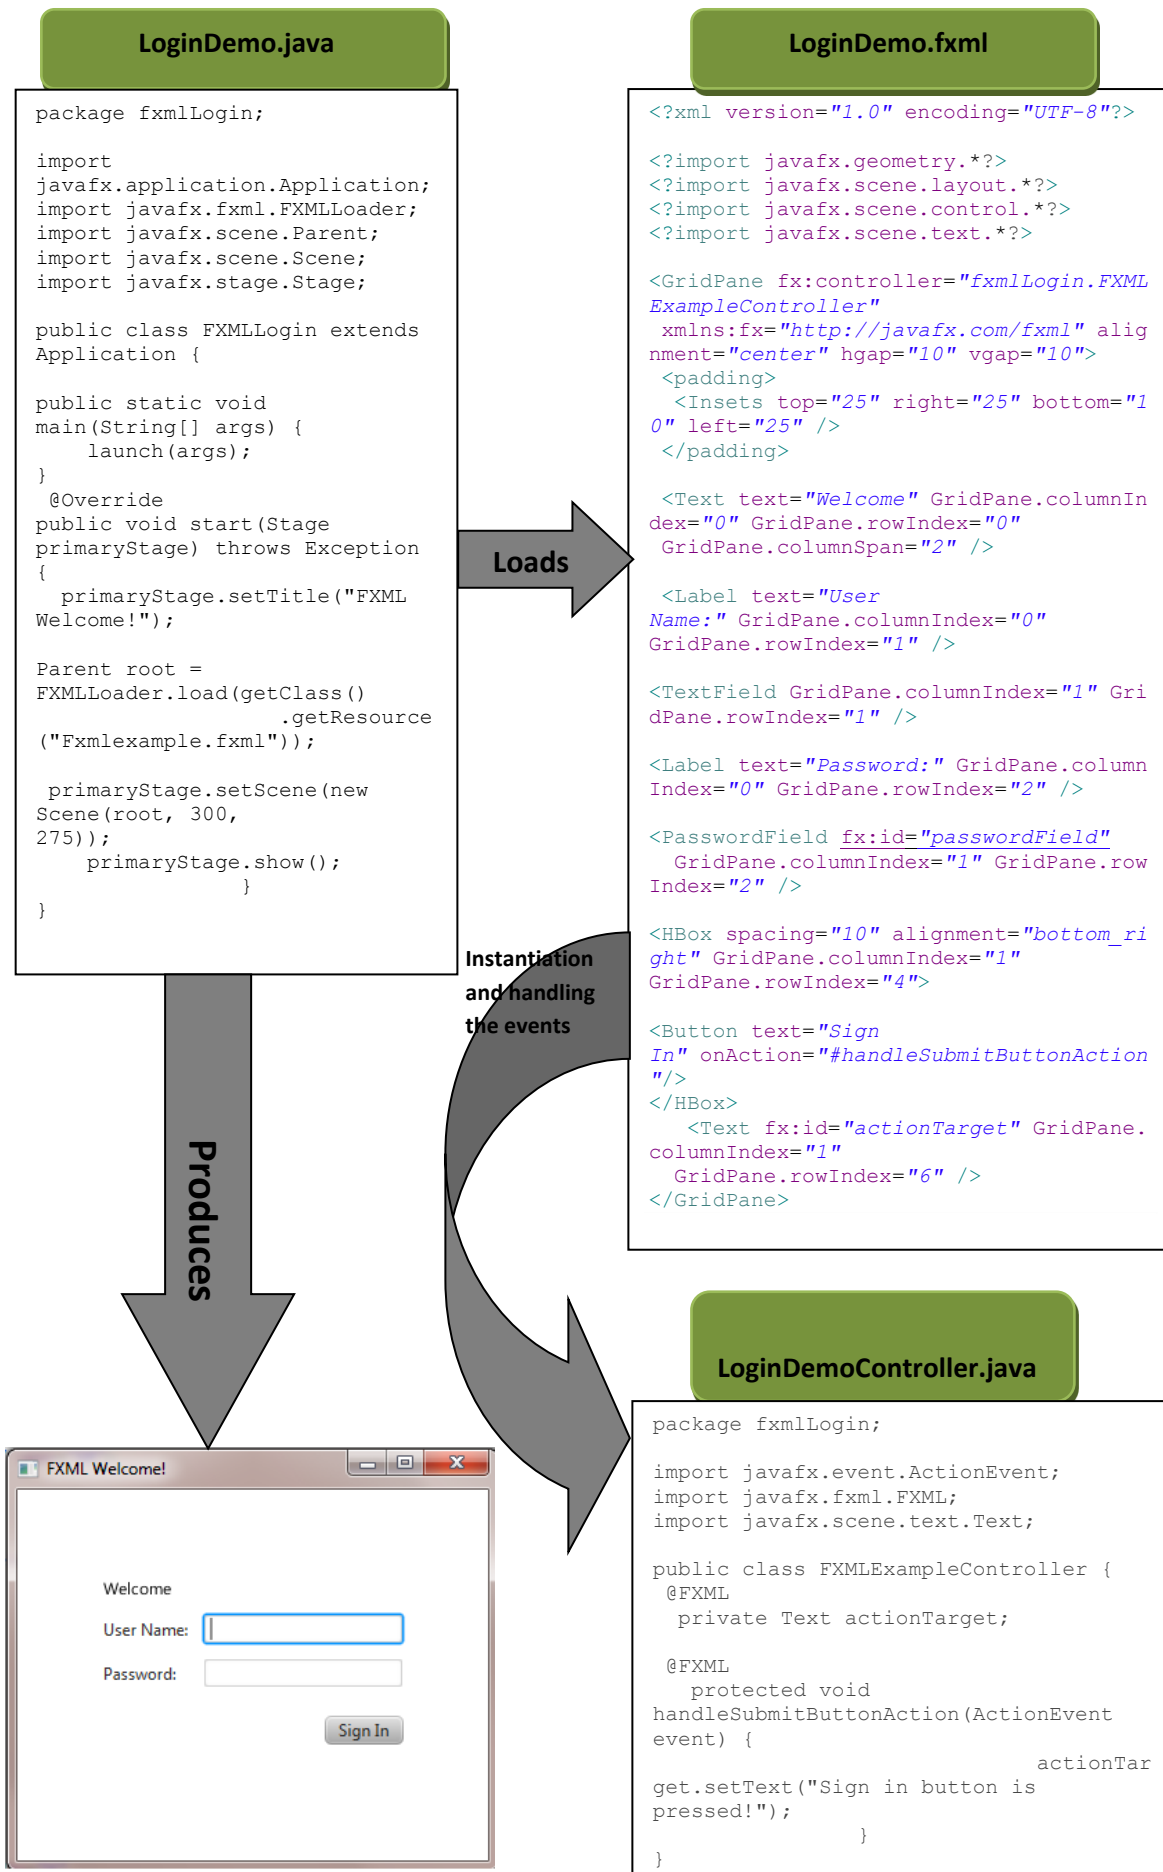 LoginDemo.java
package fxmlLogin;
import
javafx.application.Application;
import javafx.fxml.FXMLLoader;
import javafx.scene.Parent;
import javafx.scene.Scene;
import javafx.stage.Stage;
public class FXMLLogin extends
Application {
public static void
main(String[] args) {
launch(args);
}
@Override
public void start(Stage
primaryStage) throws Exception
{
primaryStage.setTitle("FXML
Welcome!");
Parent root =
FXMLLoader.load(getClass()
.getResource
("Fxmlexample.fxml"));
primaryStage.setScene(new
Scene(root, 300,
275));
primaryStage.show();
}
}
Loads
LoginDemo.fxml
<?xml version="1.0" encoding="UTF-8"?>
<?import javafx.geometry.*?>
<?import javafx.scene.layout.*?>
<?import javafx.scene.control.*?>
<?import javafx.scene.text.*?>
<GridPane fx:controller="fxmlLogin.FXML
ExampleController"
xmlns:fx="http://javafx.com/fxml" alig
nment="center" hgap="10" vgap="10">
<padding>
<Insets top="25" right="25" bottom="1
0" left="25" />
</padding>
<Text text="Welcome" GridPane.columnIn
dex="0" GridPane.rowIndex="0"
GridPane.columnSpan="2" />
<Label text="User
Name:" GridPane.columnIndex="0"
GridPane.rowIndex="1" />
<TextField GridPane.columnIndex="1" Gri
dPane.rowIndex="1" />
<Label text="Password:" GridPane.column
Index="0" GridPane.rowIndex="2" />
<PasswordField fx:id="passwordField"
GridPane.columnIndex="1" GridPane.row
Index="2" />
<HBox spacing="10" alignment="bottom_ri
ght" GridPane.columnIndex="1"
GridPane.rowIndex="4">
<Button text="Sign
In" onAction="#handleSubmitButtonAction
"/>
</HBox>
<Text fx:id="actionTarget" GridPane.
columnIndex="1"
GridPane.rowIndex="6" />
</GridPane>
Instantiation
and handling
the events
Produces
FXML Welcome!
Welcome
User Name:
Password:
Sign In
LoginDemoController.java
package fxmlLogin;
import javafx.event.ActionEvent;
import javafx.fxml.FXML;
import javafx.scene.text.Text;
public class FXMLExampleController {
@FXML
private Text actionTarget;
@FXML
protected void
handleSubmitButtonAction(ActionEvent
event) {
actionTar
get.setText("Sign in button is
pressed!");
}
}